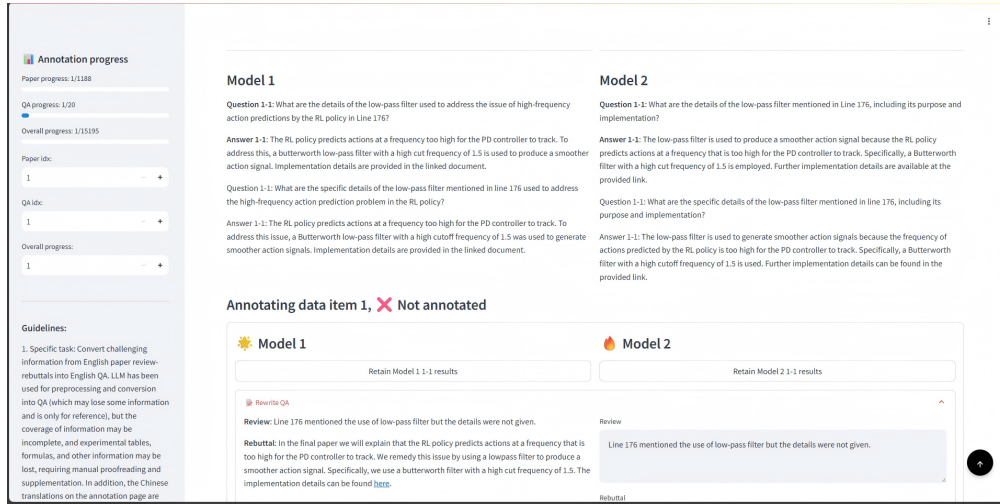 Annotation progress
Paper progress: 1/1188
QA progress: 1/20
Overall progress: 1/15195
Paper idx:
1
QA idx:
1
Overall progress:
1
Guidelines:
1. Specific task: Convert challenging
information from English paper review-
rebuttals into English QA. LLM has been
used for preprocessing and conversion
into QA (which may lose some information
and is only for reference), but the
coverage of information may be
incomplete, and experimental tables,
formulas, and other information may be
lost, requiring manual proofreading and
supplementation. In addition, the Chinese
translations on the annotation page are
Model 1
Question 1-1: What are the details of the low-pass filter used to address the issue of high-frequency
action predictions by the RL policy in Line 176?
Answer 1-1: The RL policy predicts actions at a frequency too high for the PD controller to track. To
address this, a butterworth low-pass filter with a high cut frequency of 1.5 is used to produce a smoother
action signal. Implementation details are provided in the linked document.
Question 1-1: What are the specific details of the low-pass filter mentioned in line 176 used to address
the high-frequency action prediction problem in the RL policy?
Answer 1-1: The RL policy predicts actions at a frequency too high for the PD controller to track. To
address this issue, a Butterworth low-pass filter with a high cutoff frequency of 1.5 was used to generate
smoother action signals. Implementation details are provided in the linked document.
Model 2
Question 1-1: What are the details of the low-pass filter mentioned in Line 176, including its purpose and
implementation?
Answer 1-1: The low-pass filter is used to produce a smoother action signal because the RL policy
predicts actions at a frequency that is too high for the PD controller to track. Specifically, a Butterworth
filter with a high cut frequency of 1.5 is employed. Further implementation details are available at the
provided link.
Question 1-1: What are the specific details of the low-pass filter mentioned in line 176, including its
purpose and implementation?
Answer 1-1: The low-pass filter is used to generate smoother action signals because the frequency of
actions predicted by the RL policy is too high for the PD controller to track. Specifically, a Butterworth
filter with a high cutoff frequency of 1.5 is used. Further implementation details can be found in the
provided link.
Annotating data item 1, ❌ Not annotated
Model 1
Retain Model 1 1-1 results
Model 2
Retain Model 2 1-1 results
Rewrite QA
Review: Line 176 mentioned the use of low-pass filter but the details were not given.
Rebuttal: In the final paper we will explain that the RL policy predicts actions at a frequency that is
too high for the PD controller to track. We remedy this issue by using a lowpass filter to produce a
smoother action signal. Specifically, we use a butterworth filter with a high cut frequency of 1.5. The
implementation details can be found here.
Review
Line 176 mentioned the use of low-pass filter but the details were not given.
Rebuttal